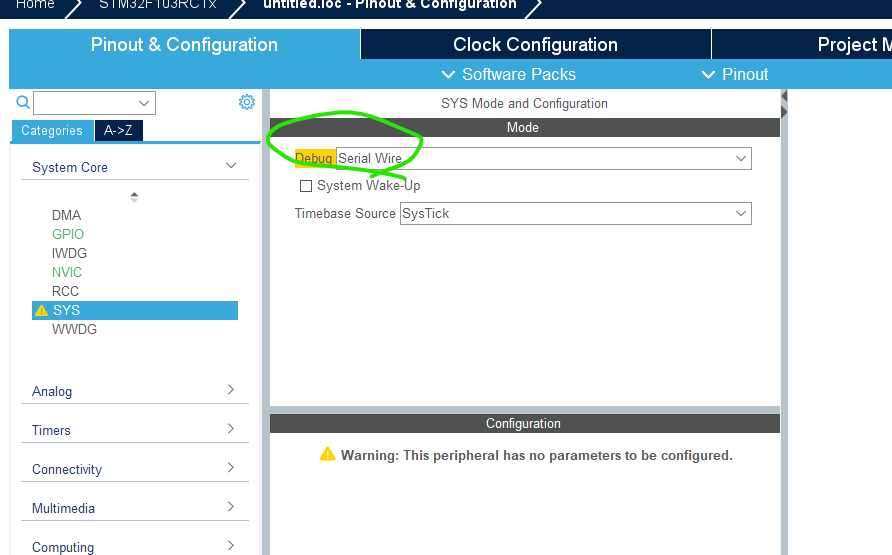 Home STM32F103RCTx untitled.ioc - Pinout & Configuration
Pinout & Configuration Clock Configuration Project M
Software Packs Pinout
SYS Mode and Configuration
Categories A->Z
Mode
System Core
Debug Serial Wire
System Wake-Up
Timebase Source SysTick
DMA
GPIO
IWDG
NVIC
RCC
SYS
WWDG
Analog
Timers
Connectivity
Multimedia
Computing
Configuration
Warning: This peripheral has no parameters to be configured.